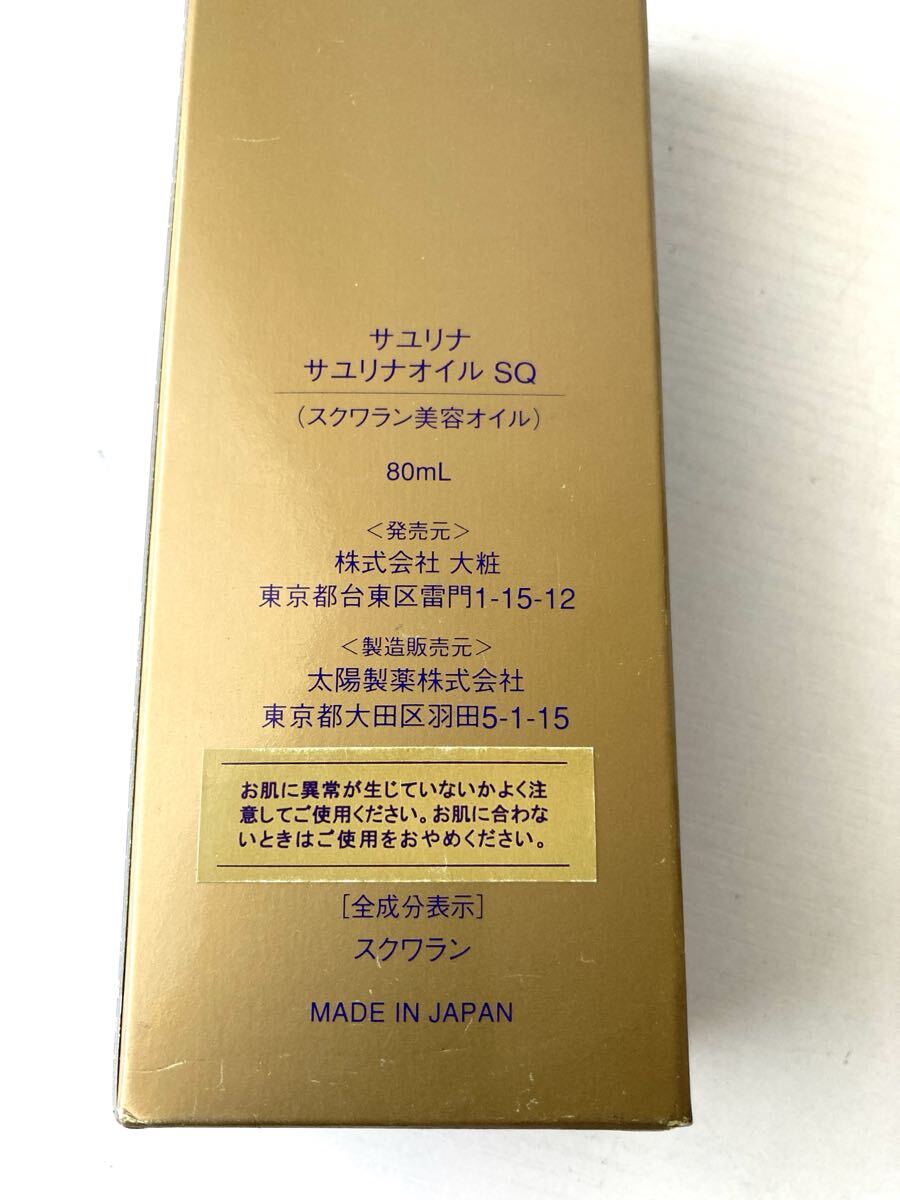 サユリナ
サユリナオイル SQ
(スクワラン美容オイル)
80mL
<発売元>
株式会社 大粧
東京都台東区雷門1-15-12
<製造販売元>
太陽製薬株式会社
東京都大田区羽田5-1-15
お肌に異常が生じていないかよく注
意してご使用ください。お肌に合わな
いときはご使用をおやめください。
[全成分表示]
スクワラン
MADE IN JAPAN